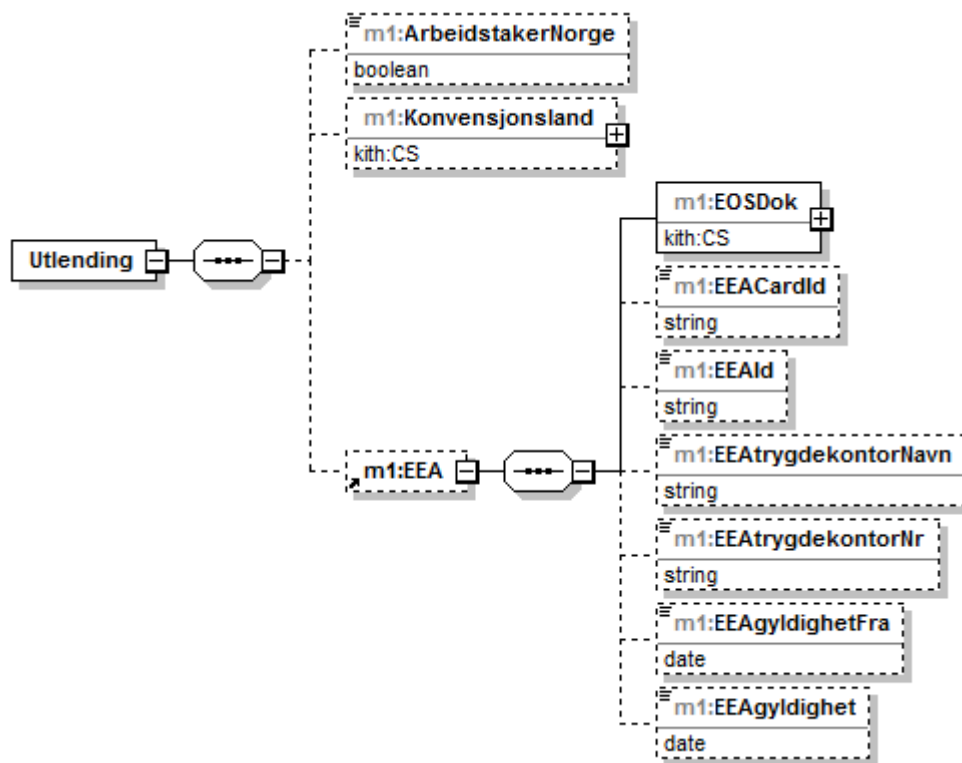 m1:ArbeidstakerNorge
boolean
m1:Konvensjonsland
kith:CS
Utlending
m1:EEA
m1:EOSDok
kith:CS
m1:EEACardId
string
m1:EEAId
string
m1:EEAtrygdekontorNavn
string
m1:EEAtrygdekontorNr
string
m1:EEAgyldighetFra
date
m1:EEAgyldighet
date